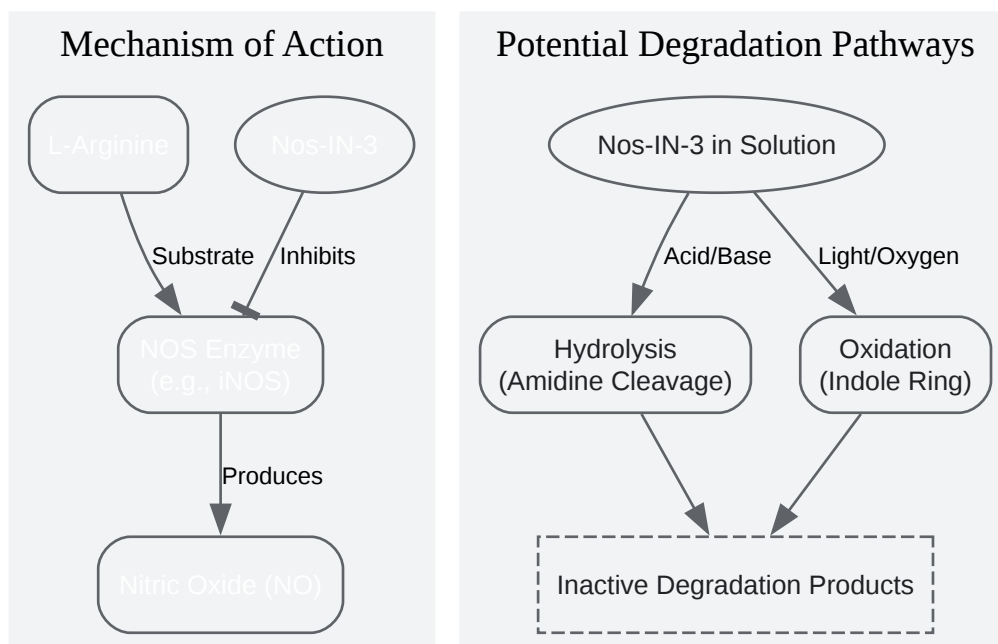 Mechanism of Action
L-Arginine
Nos-IN-3
Substrate
Inhibits
NOS Enzyme
(e.g., iNOS)
Produces
Nitric Oxide (NO)
Potential Degradation Pathways
Nos-IN-3 in Solution
Acid/Base
Light/Oxygen
Hydrolysis
(Amidine Cleavage)
Oxidation
(Indole Ring)
Inactive Degradation Products